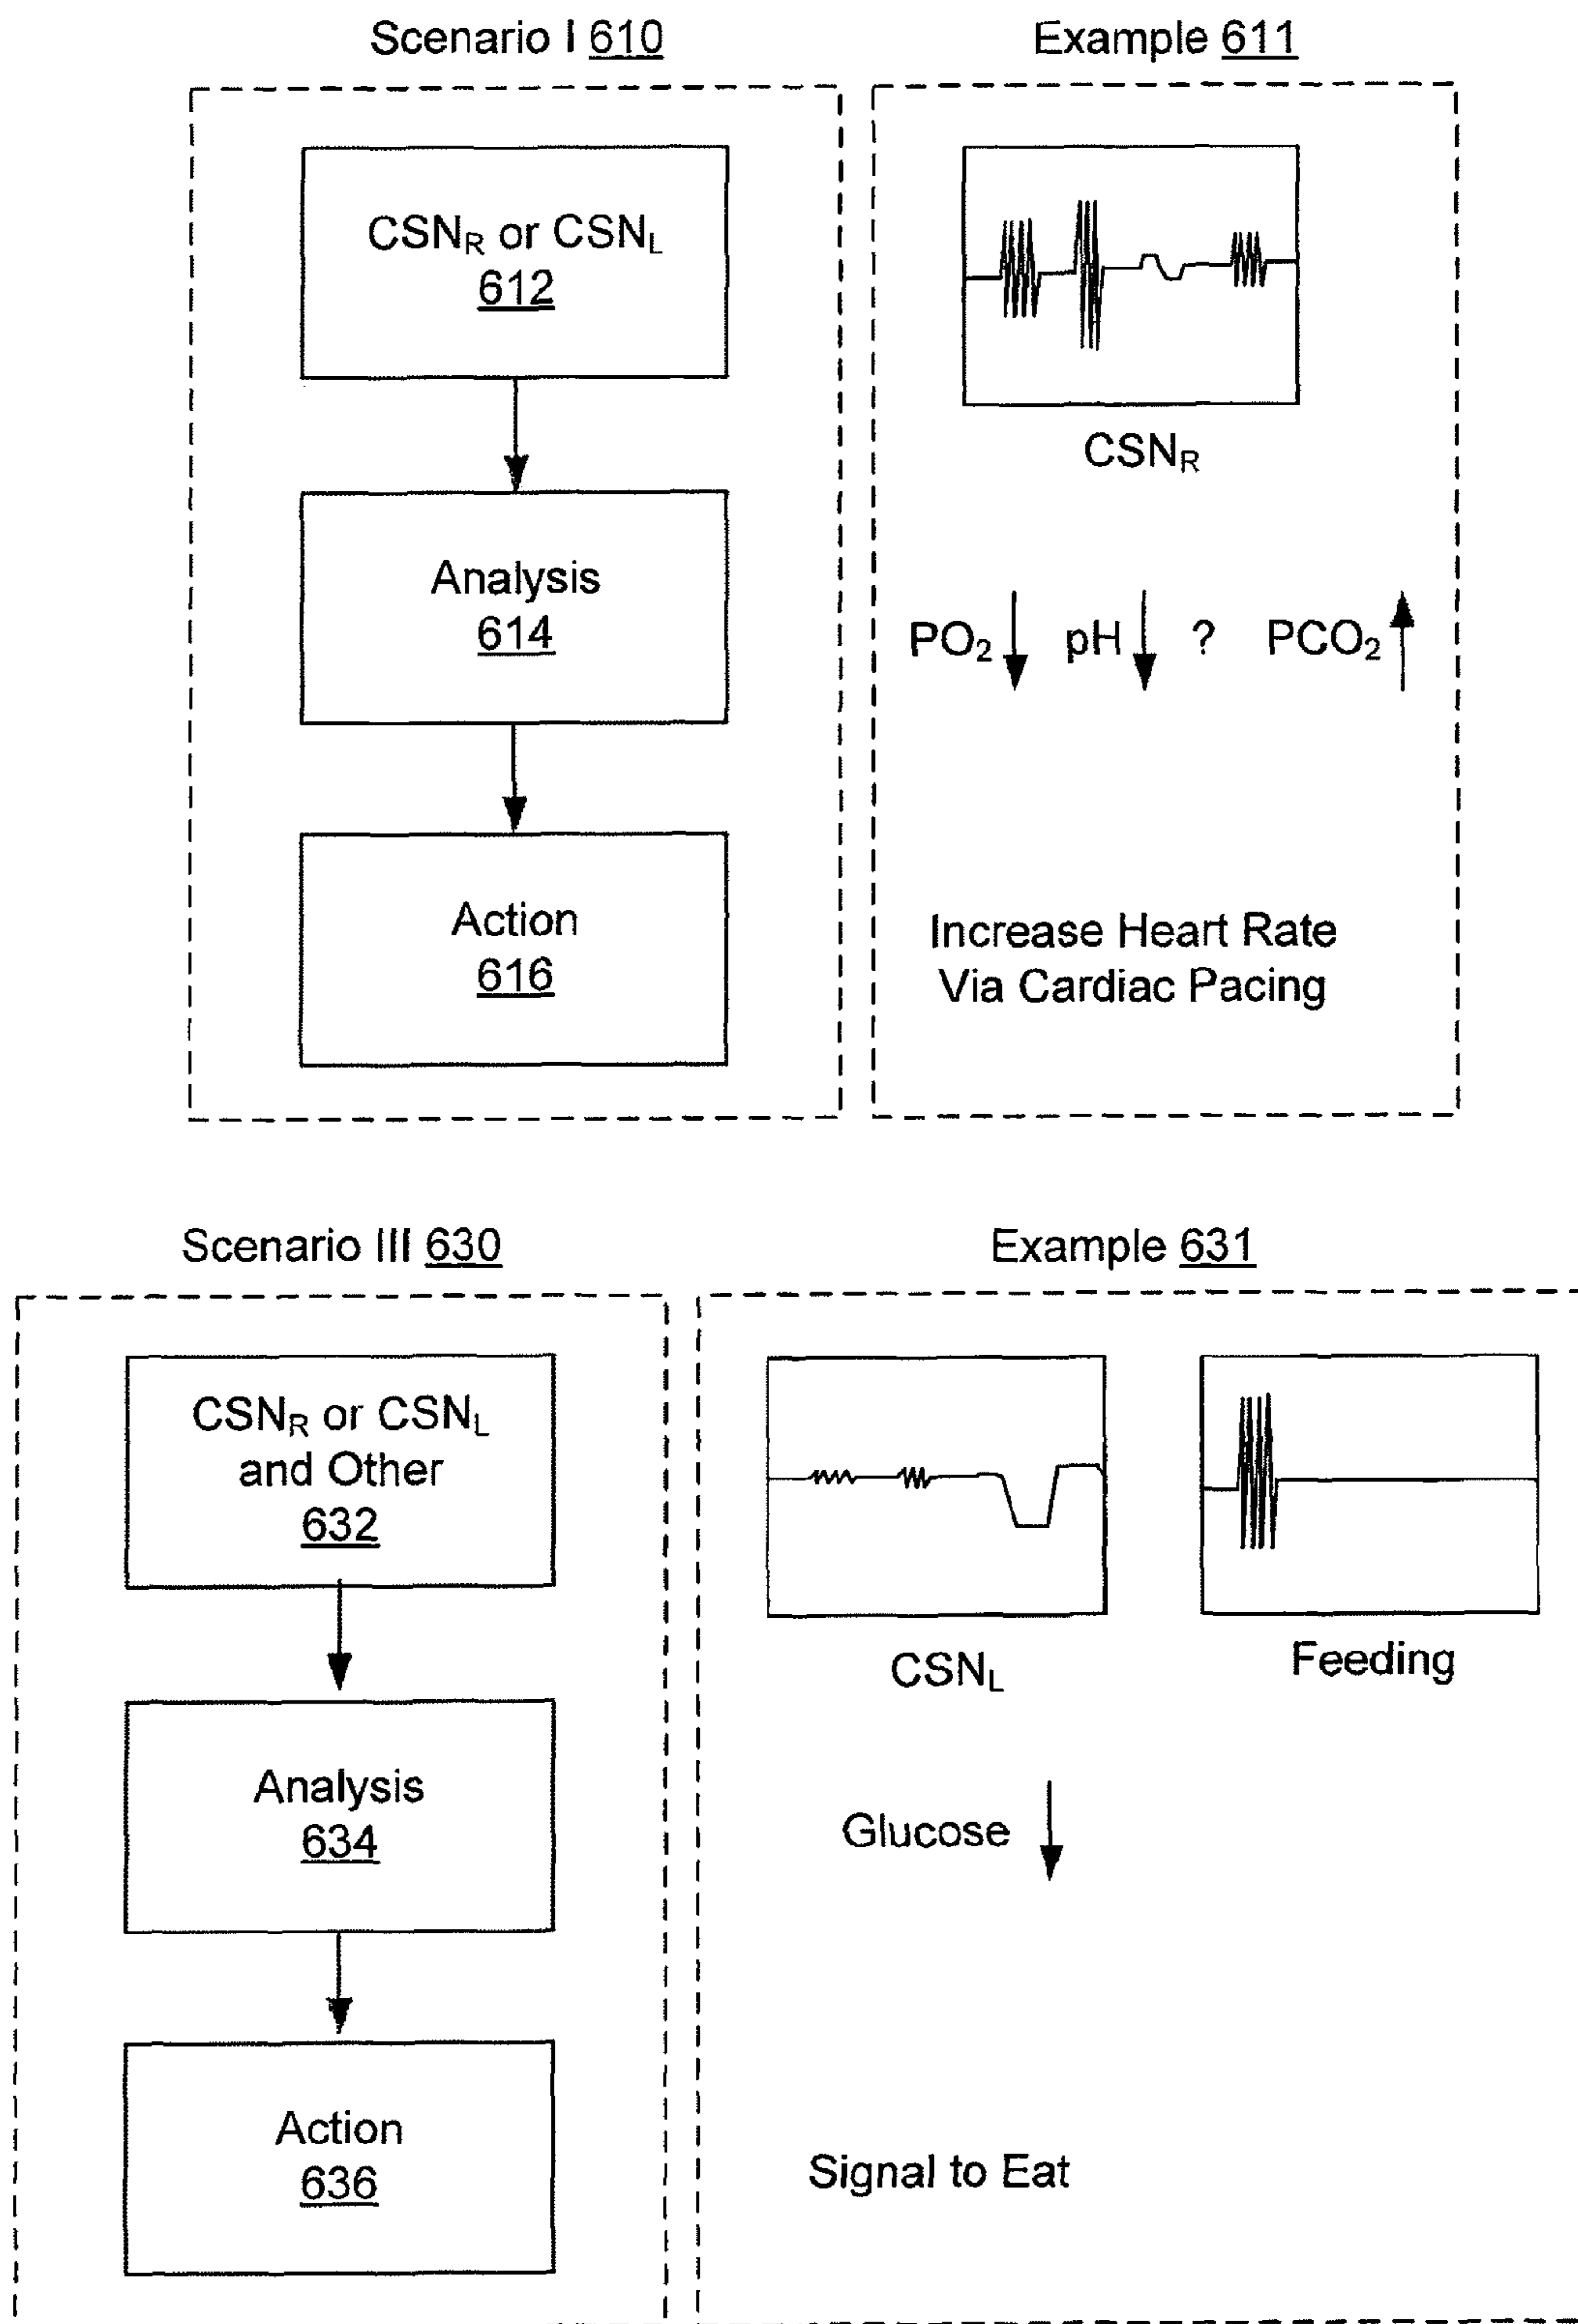 Scenario I 610
CSNR or CSNL
612
Analysis
614
Action
616
Example 611
CSNR
PO2 pH ? PCO2
Increase Heart Rate
Via Cardiac Pacing
Scenario III 630
CSNR or CSNL
and Other
632
Analysis
634
Action
636
Example 631
CSNL
Feeding
Glucose
Signal to Eat